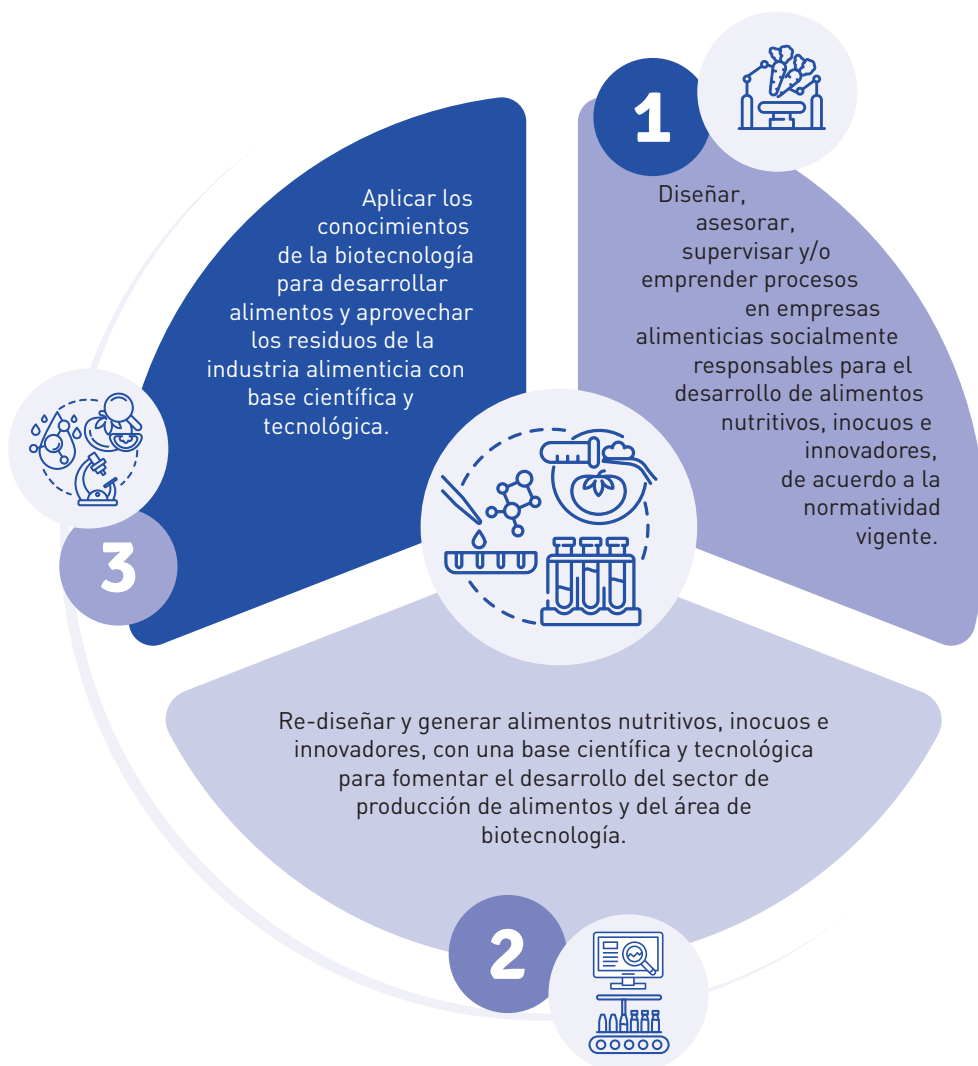 1
Diseñar,
asesorar,
supervisar y/o
emprender procesos
en empresas
alimenticias socialmente
responsables para el
desarrollo de alimentos
nutritivos, inocuos e
innovadores,
de acuerdo a la
normatividad
vigente.
2
Re-diseñar y generar alimentos nutritivos, inocuos e
innovadores, con una base científica y tecnológica
para fomentar el desarrollo del sector de
producción de alimentos y del área de
biotecnología.
3
Aplicar los
conocimientos
de la biotecnología
para desarrollar
alimentos y aprovechar
los residuos de la
industria alimenticia con
base científica y
tecnológica.